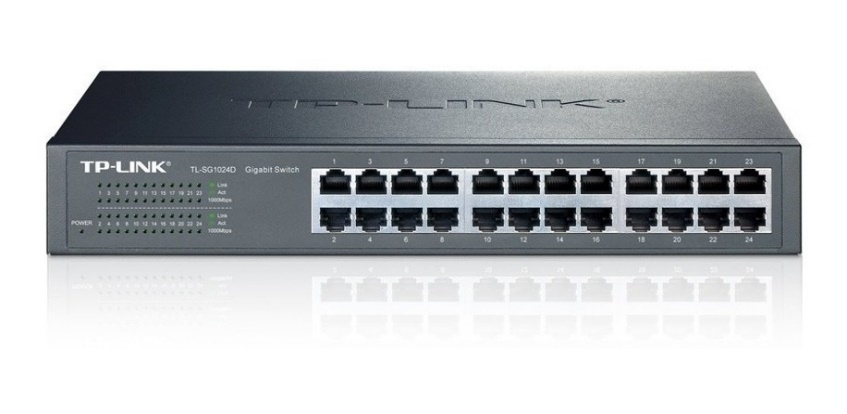 TP-LINK®
TP-LINK® TL-SG1024D Gigabit Switch
1 3 5 7 9 11 13 15 17 19 21 23
Link
Act
1 3 5 7 9 11 13 15 17 19 21 23 1000Mbps
Link
Act
POWER 2 4 6 8 10 12 14 16 18 20 22 24 1000Mbps
2 4 6 8 10 12 14 16 18 20 22 24